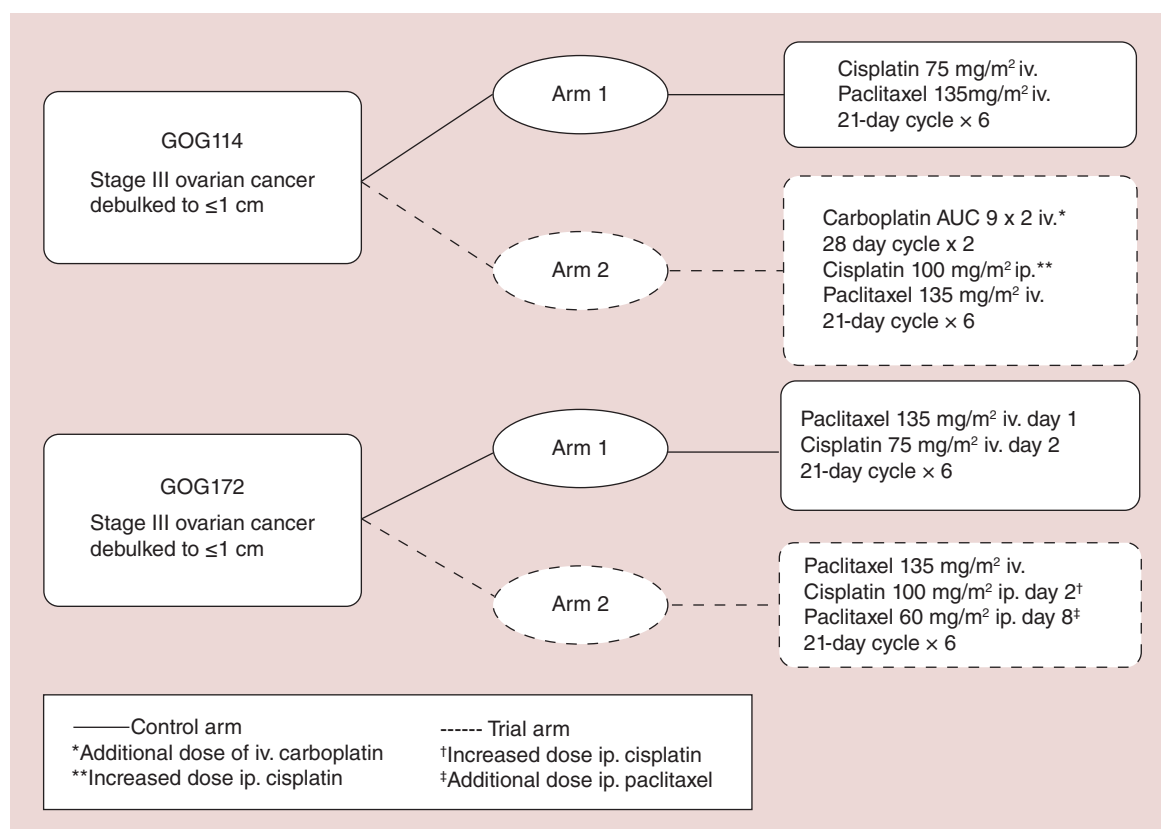 GOG114
Stage III ovarian cancer
debulked to ≤1 cm
Arm 1
Cisplatin 75 mg/m² iv.
Paclitaxel 135mg/m² iv.
21-day cycle × 6
Arm 2
Carboplatin AUC 9 x 2 iv.*
28 day cycle x 2
Cisplatin 100 mg/m² ip.**
Paclitaxel 135 mg/m² iv.
21-day cycle × 6
GOG172
Stage III ovarian cancer
debulked to ≤1 cm
Arm 1
Paclitaxel 135 mg/m² iv. day 1
Cisplatin 75 mg/m² iv. day 2
21-day cycle × 6
Arm 2
Paclitaxel 135 mg/m² iv.
Cisplatin 100 mg/m² ip. day 2†
Paclitaxel 60 mg/m² ip. day 8‡
21-day cycle × 6
Control arm
*Additional dose of iv. carboplatin
**Increased dose ip. cisplatin
Trial arm
†Increased dose ip. cisplatin
‡Additional dose ip. paclitaxel